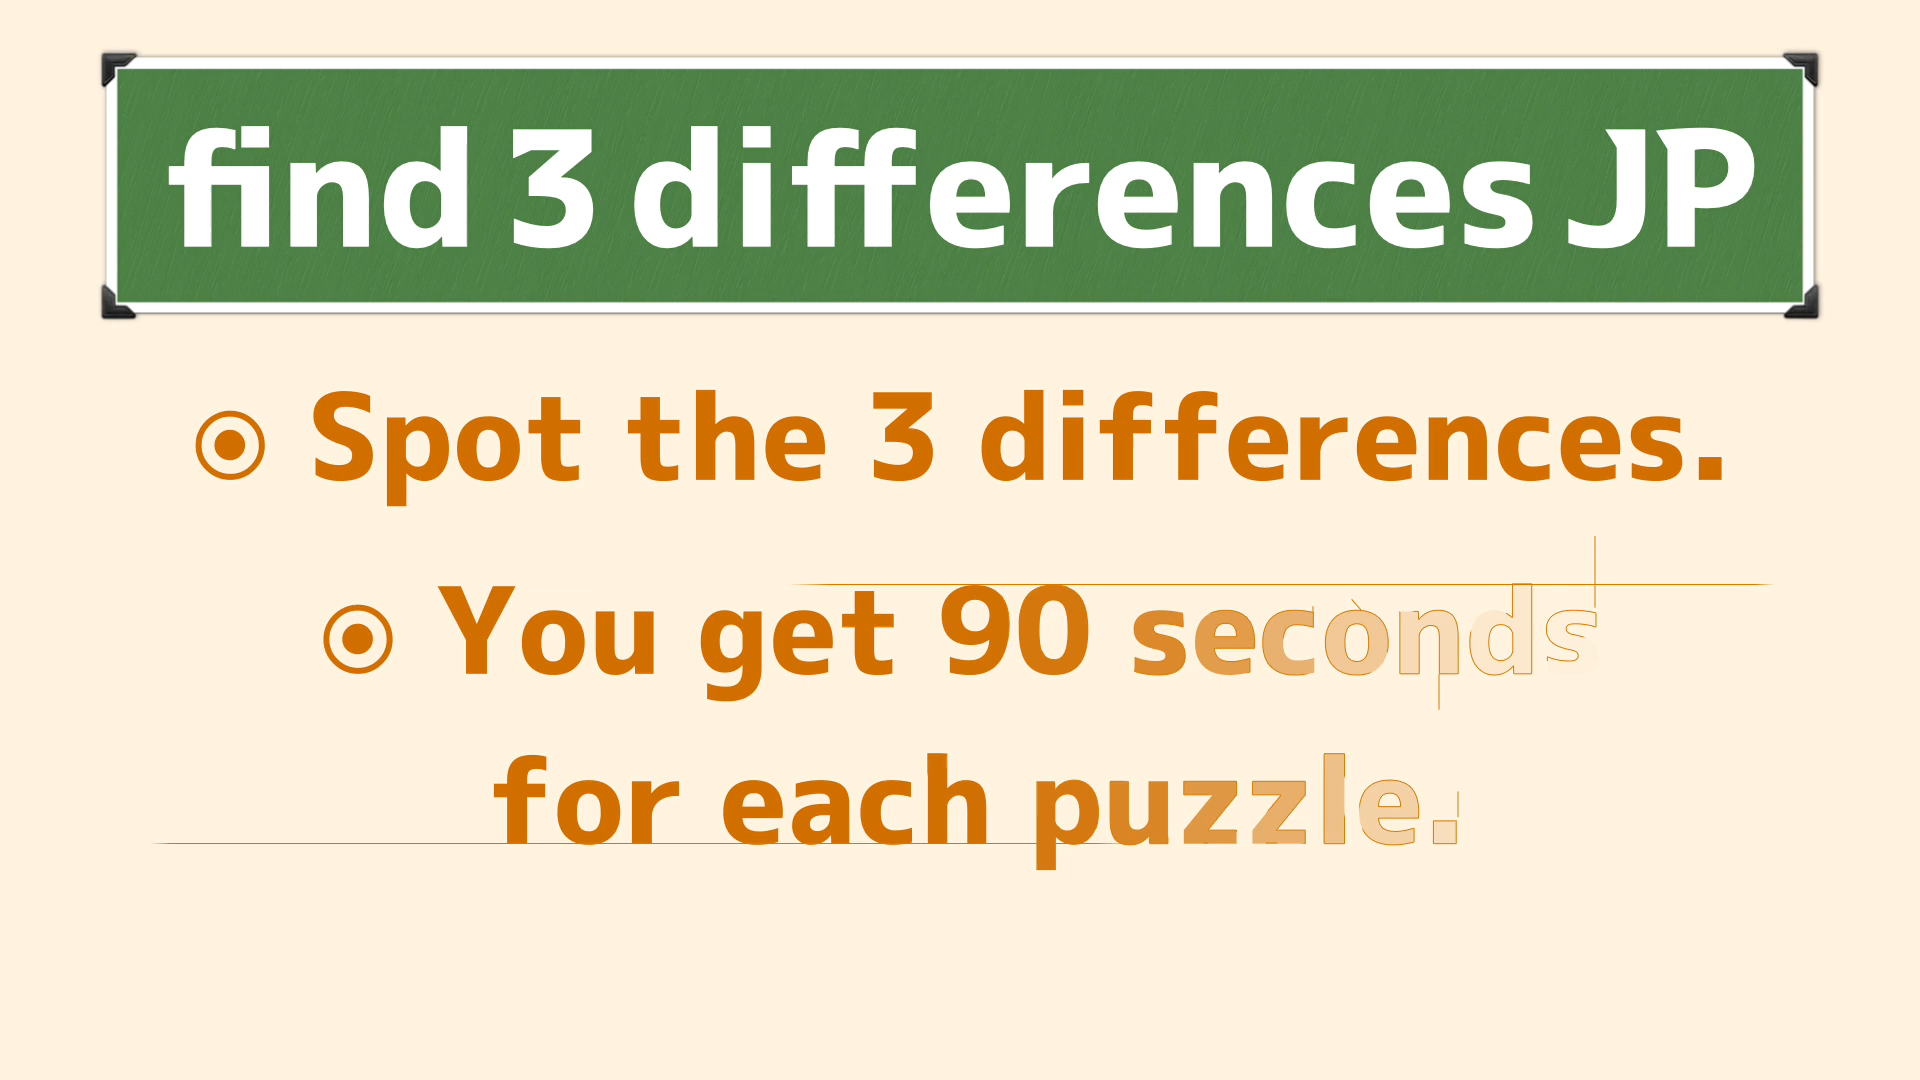 find 3 differences JP
◉ Spot the 3 differences.
◉ You get 90 seconds
for each puzzle.